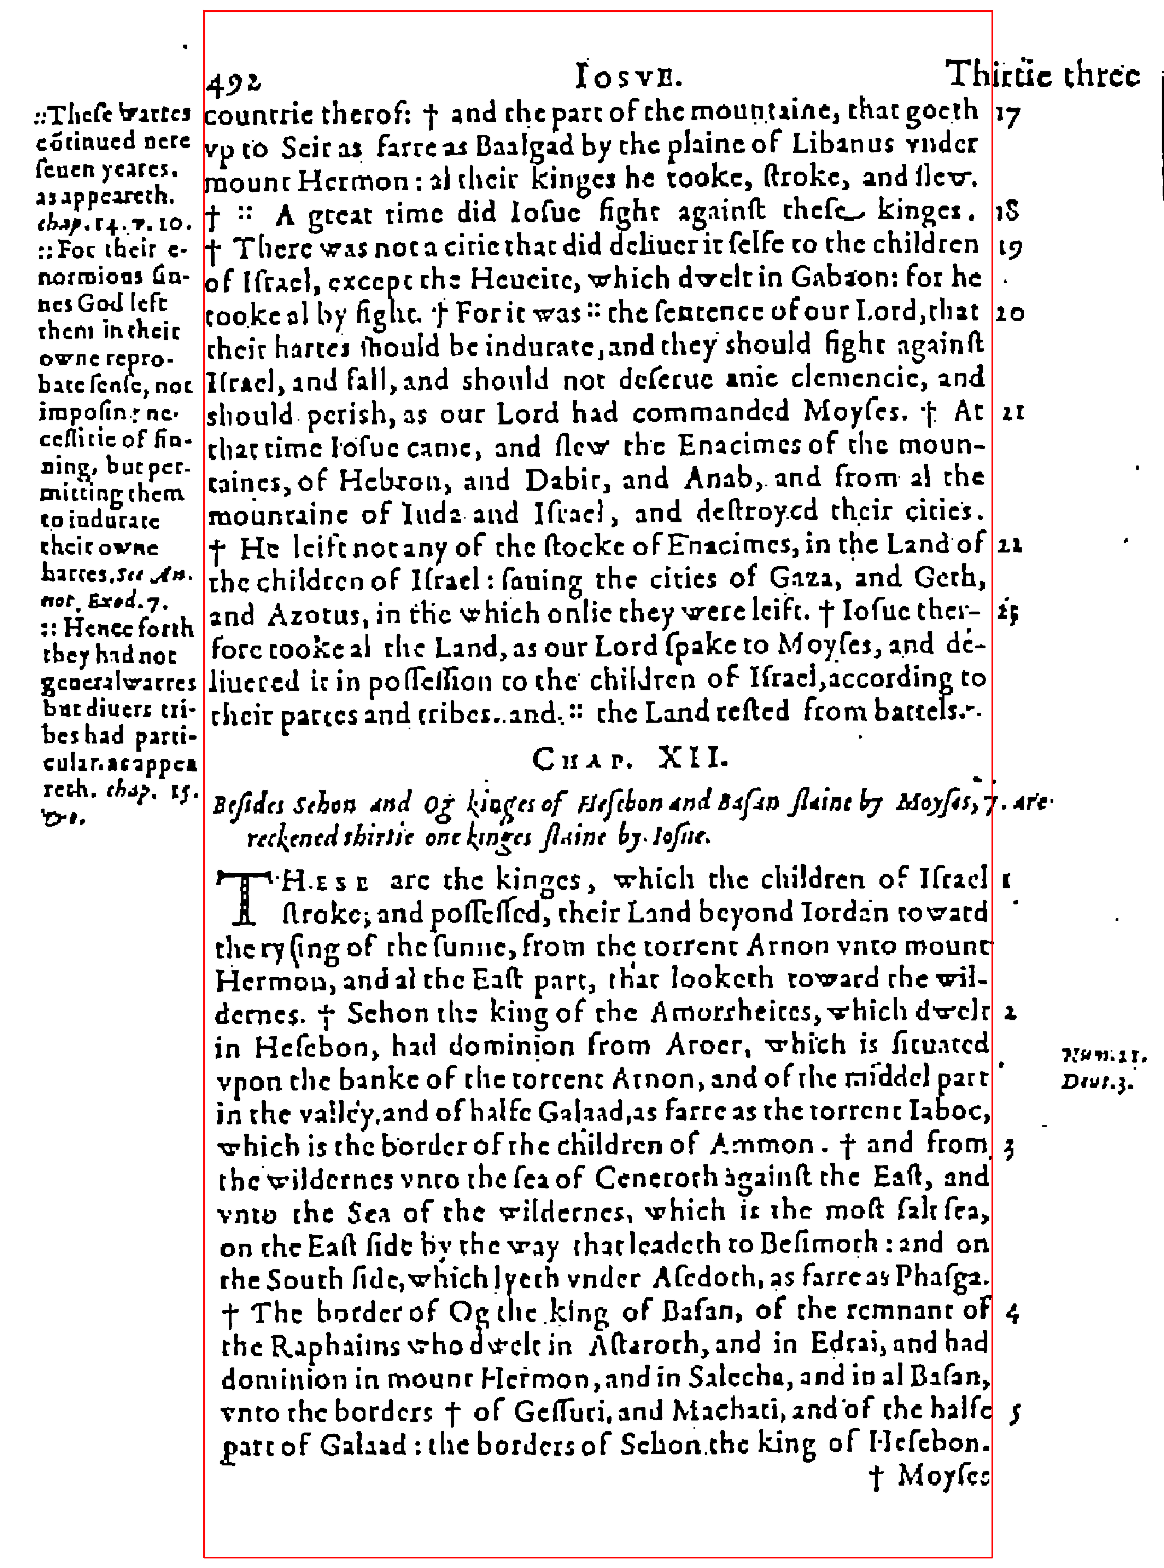 492 IOSVE. Thirtie three
countrie therof: † and the part of the mountaine, that goeth 17
vp to Seir as farre as Baalgad by the plaine of Libanus vnder
mount Hermon: al their kinges he tooke, ſtroke, and ſlew.
† :: A great time did Ioſue fight againſt theſe kinges. 18
† There was not a citie that did deliuer it ſelfe to the children 19
of Iſrael, except the Heueite, which dwelt in Gabaon: for he
tooke al by fight. † For it was :: the ſentence of our Lord, that 20
their hartes ſhould be indurate, and they should fight againſt
Iſrael, and fall, and should not deſerue anie clemencie, and
should perish, as our Lord had commanded Moyſes. † At 21
that time Ioſue came, and ſlew the Enacimes of the moun-
taines, of Hebron, and Dabir, and Anab, and from al the
mountaine of Iuda and Iſrael, and deſtroyed their cities.
† He leift not any of the ſtocke of Enacimes, in the Land of 22
the children of Iſrael: ſauing the cities of Gaza, and Geth,
and Azotus, in the which onlie they were leift. † Ioſue ther- 23
fore tooke al the Land, as our Lord ſpake to Moyſes, and de-
liuered it in poſſeſſion to the children of Iſrael, according to
their partes and tribes. and :: the Land reſted from battels.
::Theſe warres
cōtinued nere
ſeuen yeares.
as appeareth.
chap. 14. v. 10.
::For their e-
normious ſin-
nes God left
them in their
owne repro-
bate ſenſe, not
impoſing ne-
ceſſitie of ſin-
ning, but per-
mitting them
to indurate
their owne
hartes. See An-
not. Exod. 7.
:: Hence forth
they had not
general warres
but diuers tri-
bes had parti-
cular. as appea
reth. chap. 15.
&c.
CHAP. XII.
Beſides Sehon and Og kinges of Heſebon and Baſan ſlaine by Moyſes, 7. are
reckened thirtie one kinges ſlaine by Ioſue.
THESE are the kinges, which the children of Iſrael 1
ſtroke, and poſſeſſed, their Land beyond Iordan toward
the ryſing of the ſunne, from the torrent Arnon vnto mount
Hermon, and al the Eaſt part, that looketh toward the wil-
dernes. † Sehon the king of the Amorrheites, which dwelt 2
in Heſebon, had dominion from Aroer, which is ſituated
vpon the banke of the torrent Arnon, and of the middel part
in the valley, and of halfe Galaad, as farre as the torrent Iaboc,
which is the border of the children of Ammon. † and from 3
the wildernes vnto the ſea of Ceneroth againſt the Eaſt, and
vnto the Sea of the wildernes, which is the moſt ſalt ſea,
on the Eaſt ſide by the way that leadeth to Beſimoth: and on
the South ſide, which lyeth vnder Aſedoth, as farre as Phaſga.
† The border of Og the king of Baſan, of the remnant of 4
the Raphaims who dwelt in Aſtaroth, and in Edrai, and had
dominion in mount Hermon, and in Salecha, and in al Baſan,
vnto the borders † of Geſſuri, and Machati, and of the halfe 5
part of Galaad: the borders of Sehon the king of Heſebon.
† Moyſes
Num. 21.
Deut. 3.